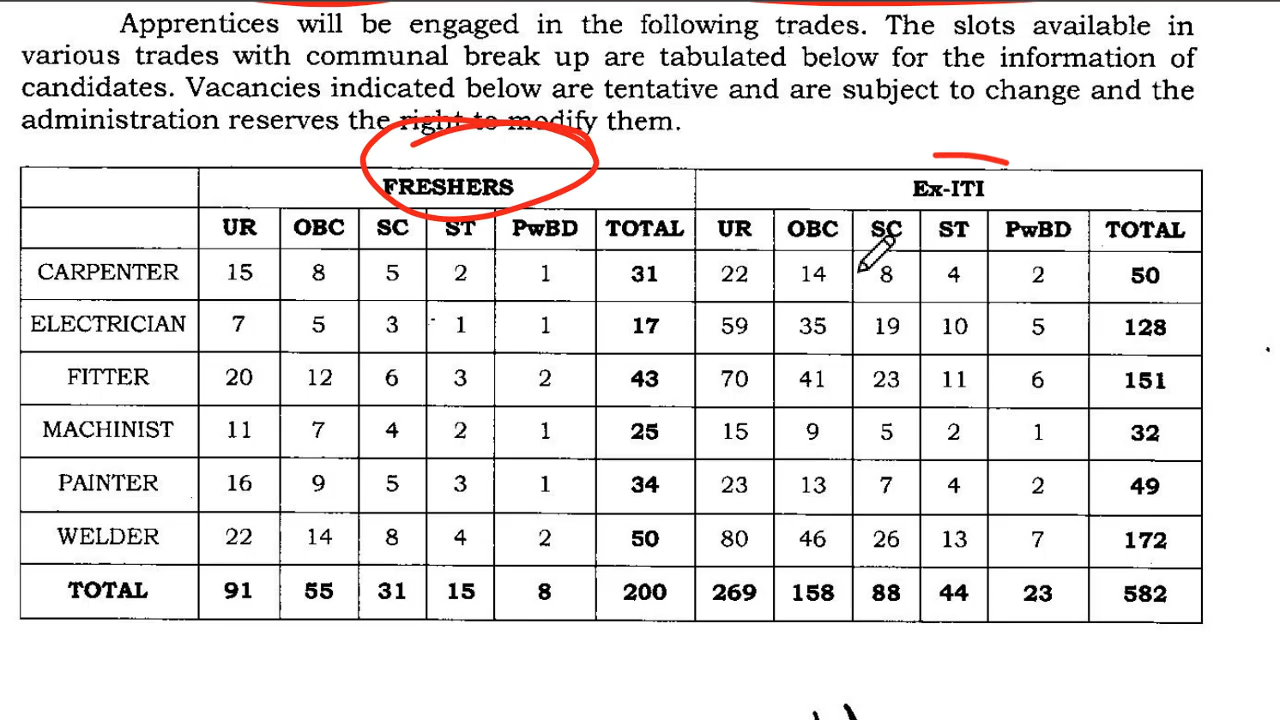 Apprentices will be engaged in the following trades. The slots available in
various trades with communal break up are tabulated below for the information of
candidates. Vacancies indicated below are tentative and are subject to change and the
administration reserves the right to modify them.
FRESHERS Ex-ITI
UR OBC SC ST PwBD TOTAL UR OBC SC ST PwBD TOTAL
CARPENTER 15 8 5 2 1 31 22 14 8 4 2 50
ELECTRICIAN 7 5 3 1 1 17 59 35 19 10 5 128
FITTER 20 12 6 3 2 43 70 41 23 11 6 151
MACHINIST 11 7 4 2 1 25 15 9 5 2 1 32
PAINTER 16 9 5 3 1 34 23 13 7 4 2 49
WELDER 22 14 8 4 2 50 80 46 26 13 7 172
TOTAL 91 55 31 15 8 200 269 158 88 44 23 582